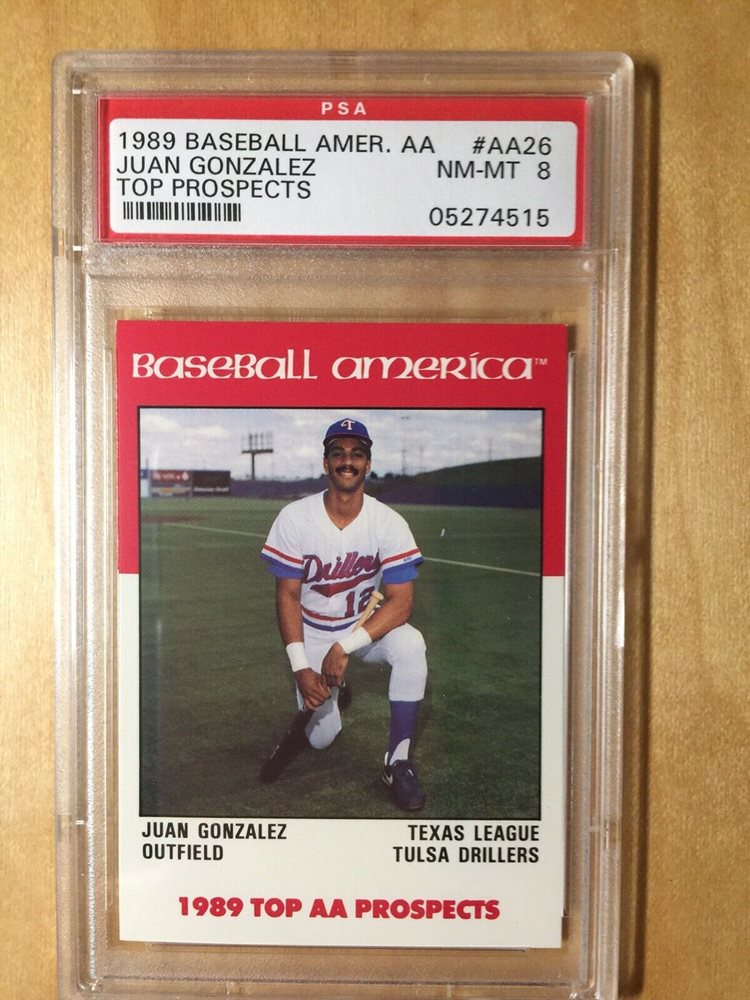 PSA
1989 BASEBALL AMER. AA #AA26
JUAN GONZALEZ NM-MT 8
TOP PROSPECTS
05274515
Baseball america™
T
Drillers
12
JUAN GONZALEZ TEXAS LEAGUE
OUTFIELD TULSA DRILLERS
1989 TOP AA PROSPECTS